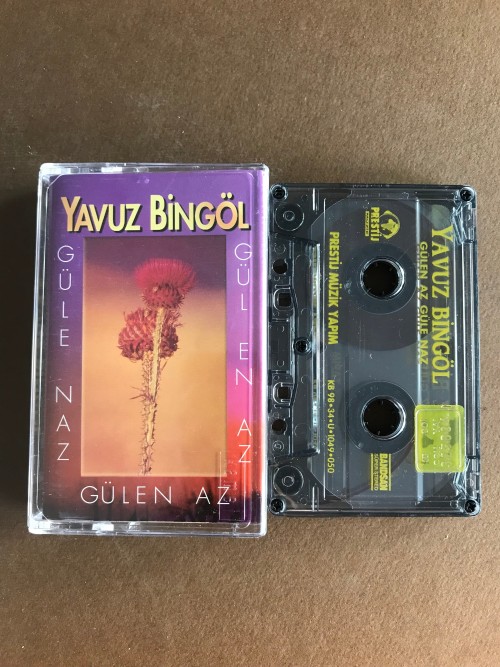 YAVUZ BİNGÖL
GÜLE NAZ
GÜL EN AZ
GÜLEN AZ
PRESTİJ
PRESTİJ MÜZİK YAPIM
KB 98•34•Ü•1049•050
YAVUZ BİNGÖL
GÜLEN AZ GÜLE NAZ
BANDSAN